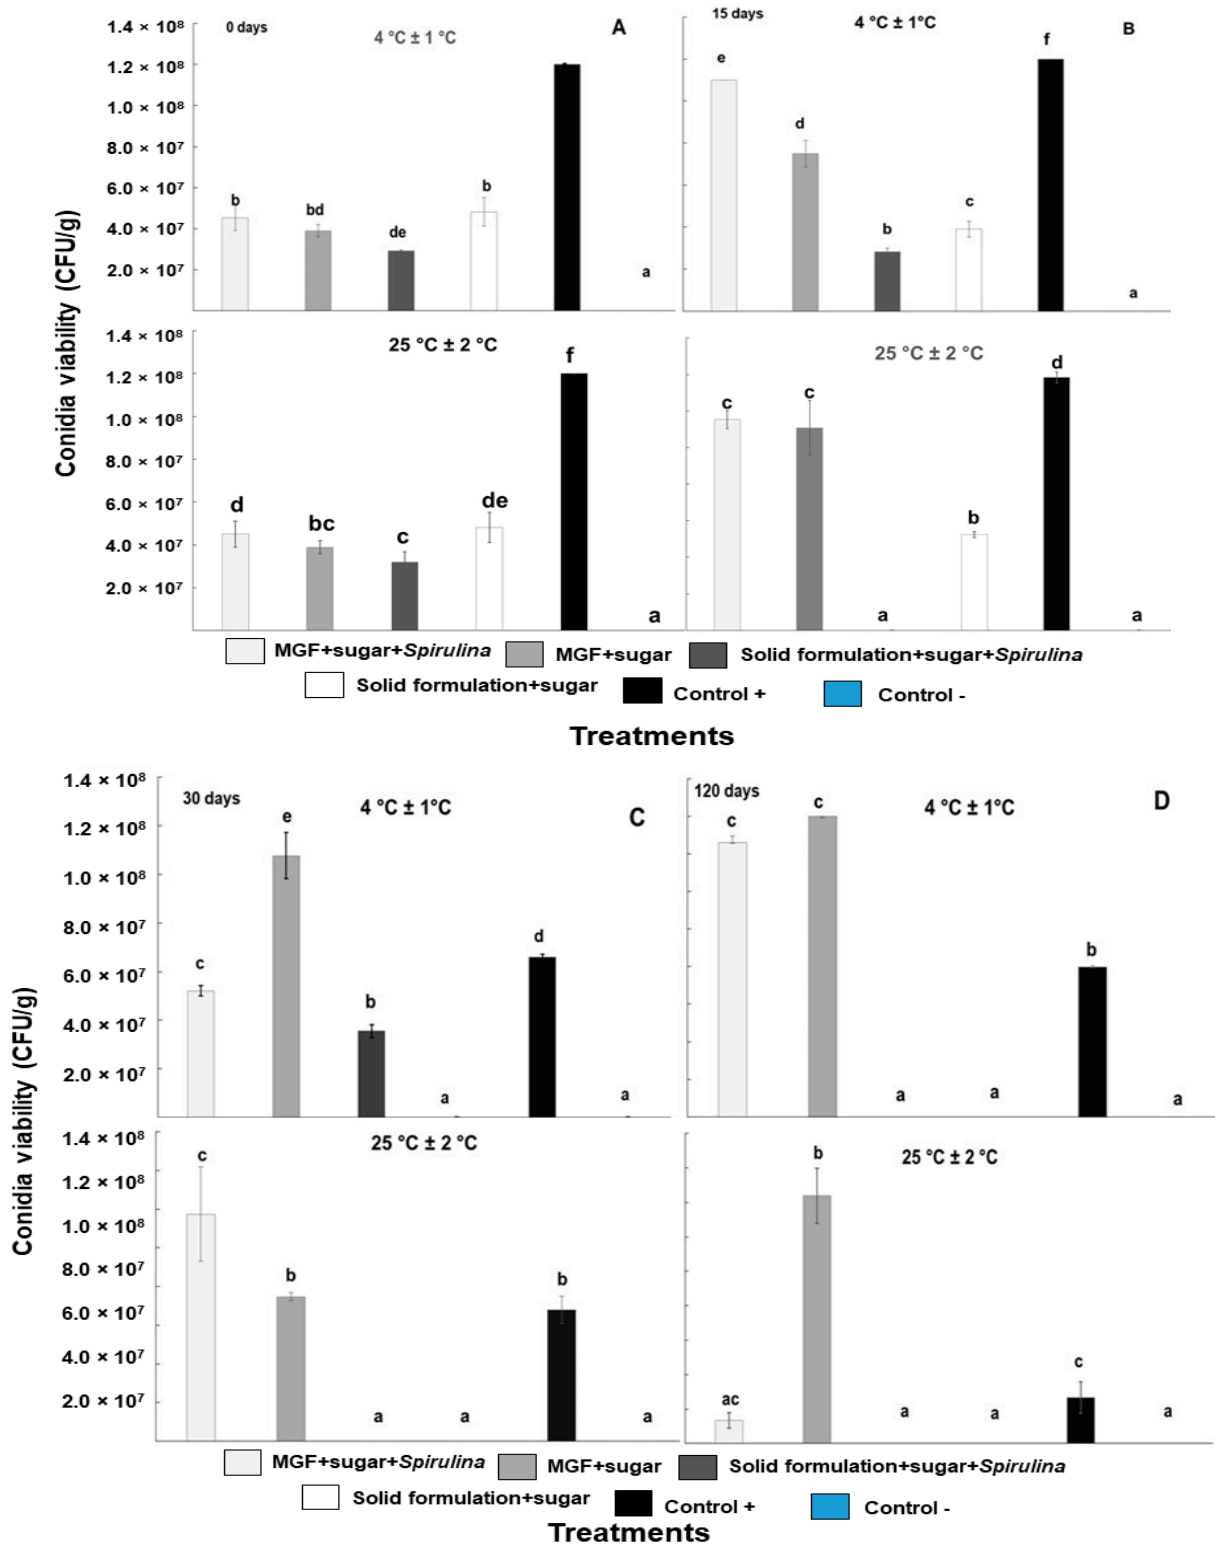 0 days
4 °C ± 1 °C
A
1.4 × 10⁸
1.2 × 10⁸
1.0 × 10⁸
8.0 × 10⁷
6.0 × 10⁷
4.0 × 10⁷
2.0 × 10⁷
b
bd
de
b
a
15 days
4 °C ± 1°C
B
e
d
b
c
f
a
Conidia viability (CFU/g)
25 °C ± 2 °C
1.4 × 10⁸
1.2 × 10⁸
1.0 × 10⁸
8.0 × 10⁷
6.0 × 10⁷
4.0 × 10⁷
2.0 × 10⁷
d
bc
c
de
f
a
25 °C ± 2 °C
c
c
a
b
d
a
MGF+sugar+Spirulina MGF+sugar Solid formulation+sugar+Spirulina
Solid formulation+sugar Control + Control -
Treatments
30 days
4 °C ± 1°C
C
1.4 × 10⁸
1.2 × 10⁸
1.0 × 10⁸
8.0 × 10⁷
6.0 × 10⁷
4.0 × 10⁷
2.0 × 10⁷
c
e
b
a
d
a
120 days
4 °C ± 1°C
D
c
c
a
a
b
a
Conidia viability (CFU/g)
25 °C ± 2 °C
1.4 × 10⁸
1.2 × 10⁸
1.0 × 10⁸
8.0 × 10⁷
6.0 × 10⁷
4.0 × 10⁷
2.0 × 10⁷
c
b
a
a
b
a
25 °C ± 2 °C
ac
b
a
a
c
a
MGF+sugar+Spirulina MGF+sugar Solid formulation+sugar+Spirulina
Solid formulation+sugar Control + Control -
Treatments